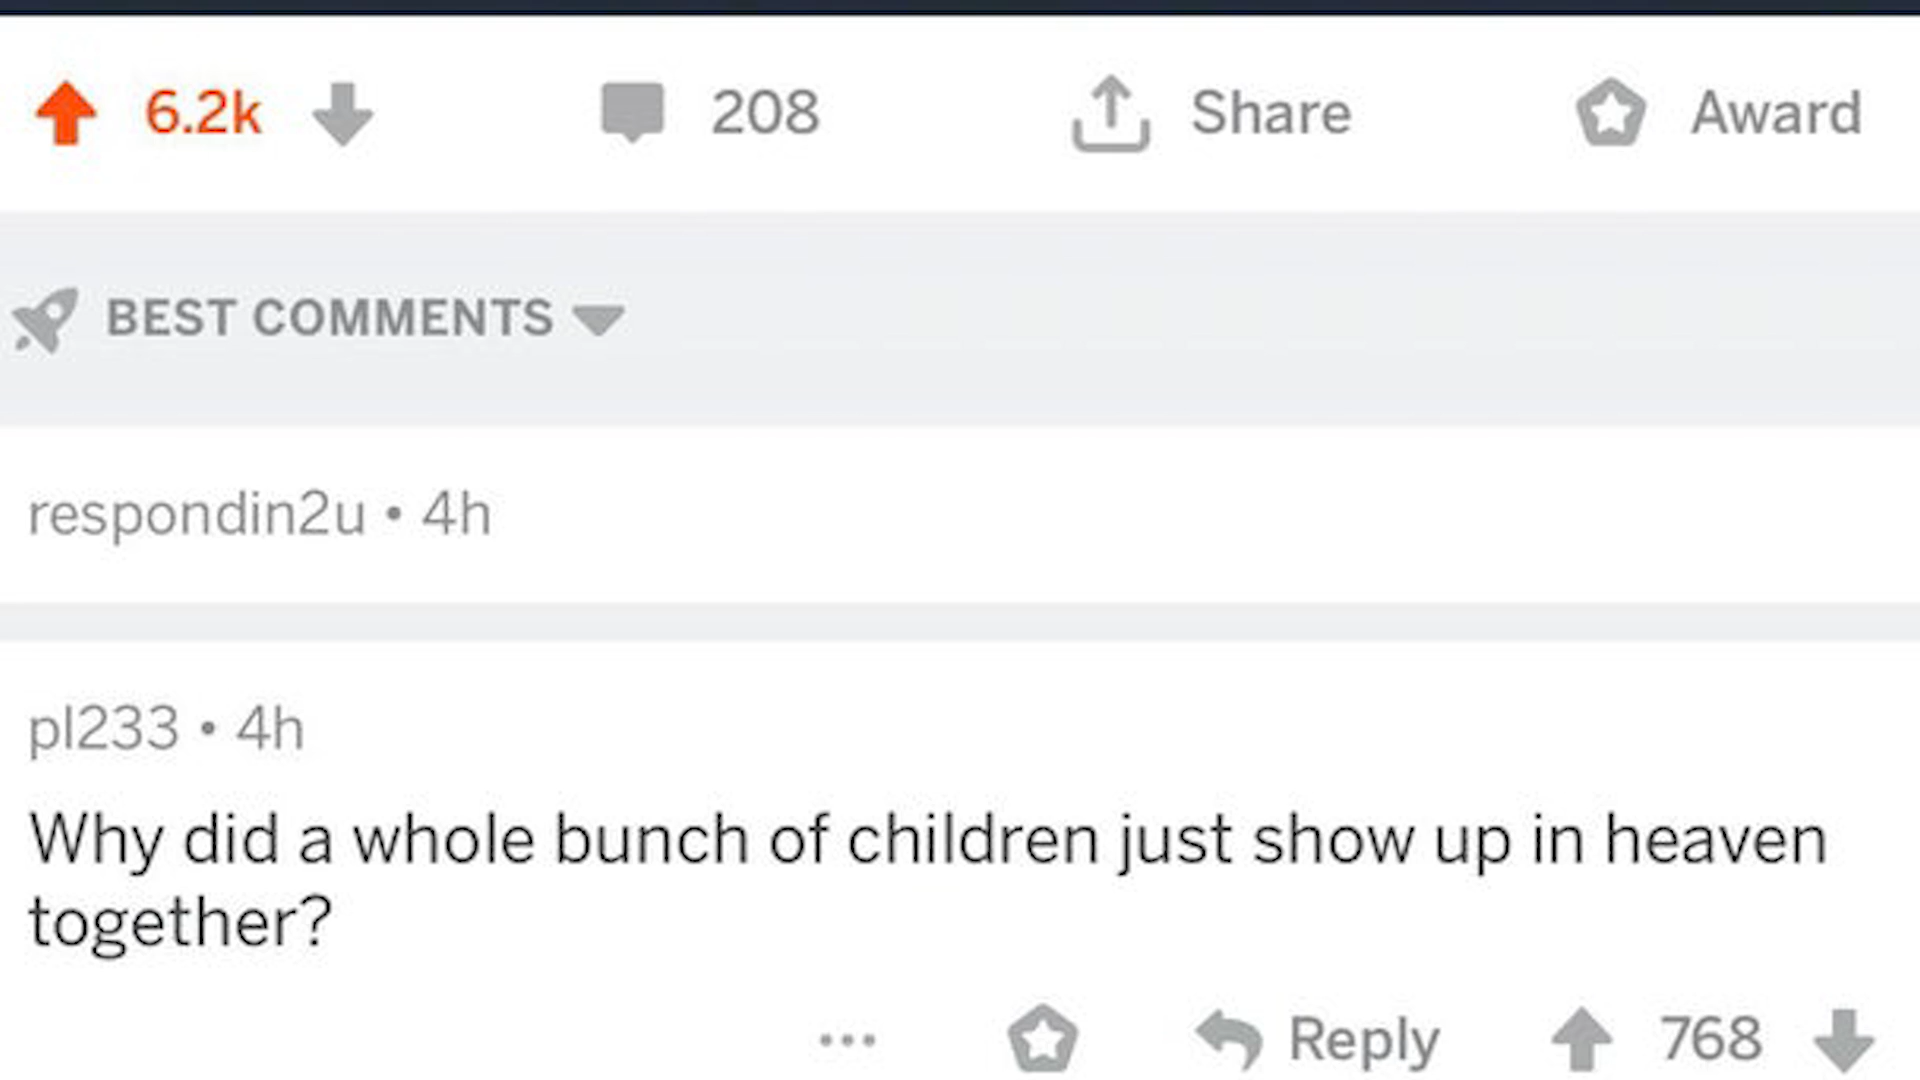 6.2k 208 Share Award
BEST COMMENTS
respondin2u • 4h
pl233 • 4h
Why did a whole bunch of children just show up in heaven
together?
... Reply 768